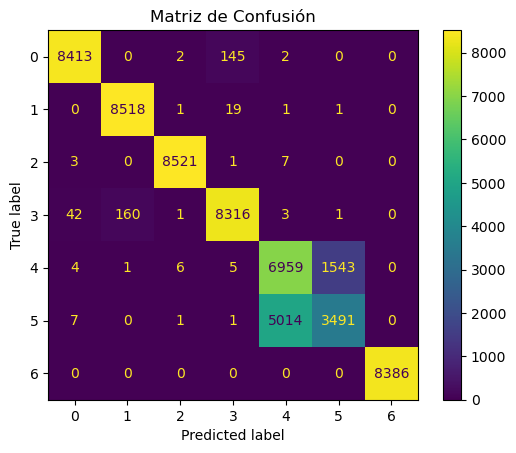 Matriz de Confusión
True label
0 8413 0 2 145 2 0 0
1 0 8518 1 19 1 1 0
2 3 0 8521 1 7 0 0
3 42 160 1 8316 3 1 0
4 4 1 6 5 6959 1543 0
5 7 0 1 1 5014 3491 0
6 0 0 0 0 0 0 8386
0 1 2 3 4 5 6
Predicted label
8000
7000
6000
5000
4000
3000
2000
1000
0